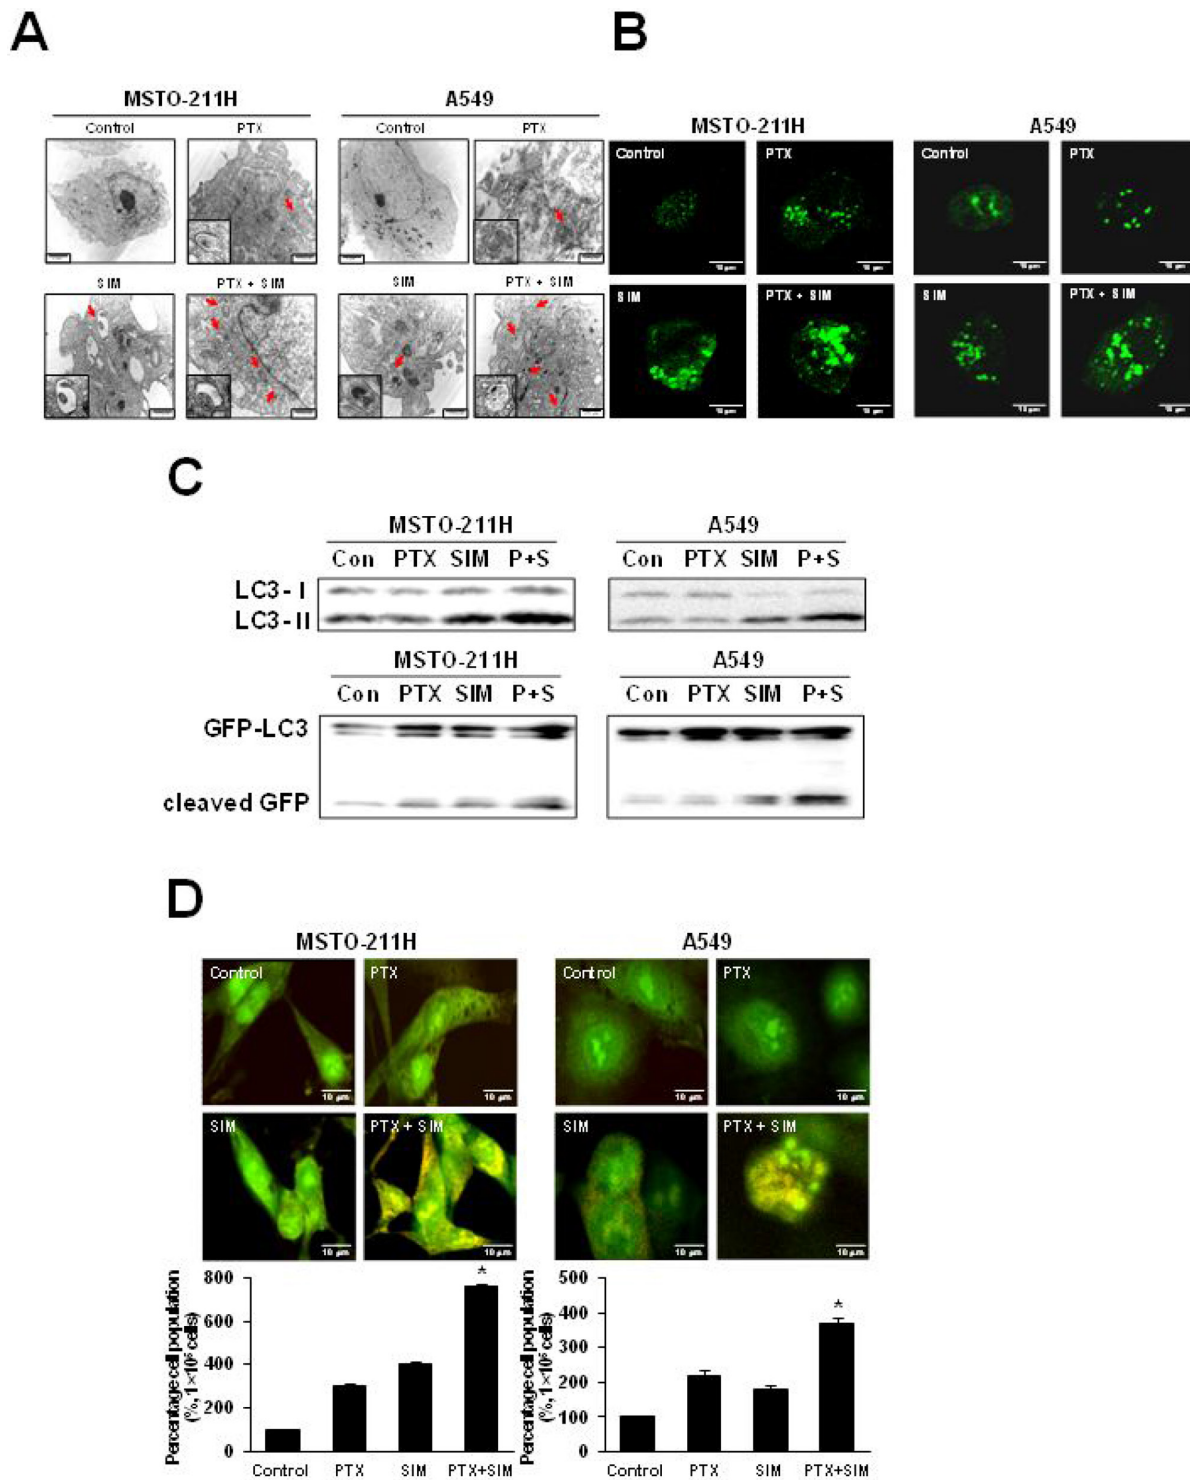 A
B
MSTO-211H
A549
Control
PTX
Control
PTX
SIM
PTX + SIM
SIM
PTX + SIM
MSTO-211H
A549
Control
PTX
Control
PTX
SIM
PTX + SIM
SIM
PTX + SIM
C
MSTO-211H
A549
Con PTX SIM P+S
Con PTX SIM P+S
LC3- I
LC3- II
MSTO-211H
A549
Con PTX SIM P+S
Con PTX SIM P+S
GFP-LC3
cleaved GFP
D
MSTO-211H
A549
Control
PTX
Control
PTX
10 µm
10 µm
10 µm
10 µm
SIM
PTX + SIM
SIM
PTX + SIM
10 µm
10 µm
10 µm
10 µm
Percentage cell population
(%, 1×10⁵ cells)
800
600
400
200
0
*
Control PTX SIM PTX+SIM
Percentage cell population
(%, 1×10⁵ cells)
500
400
300
200
100
0
*
Control PTX SIM PTX+SIM